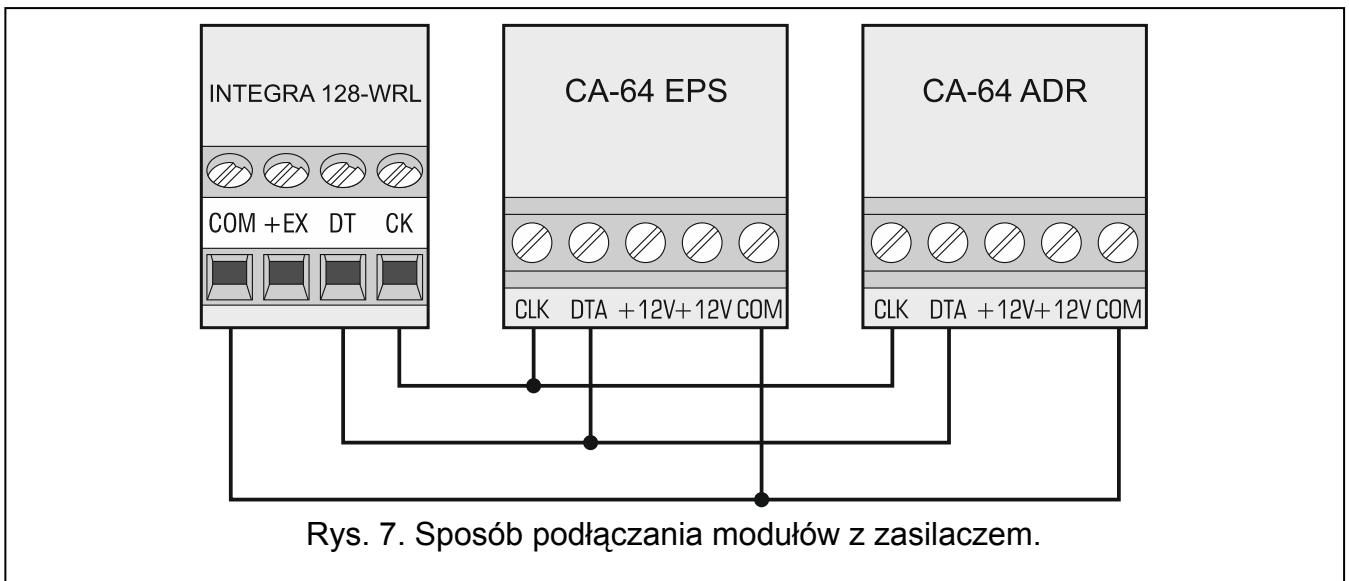 INTEGRA 128-WRL
COM +EX DT CK
CA-64 EPS
CLK DTA +12V+12V COM
CA-64 ADR
CLK DTA +12V+12V COM
Rys. 7. Sposób podłączania modułów z zasilaczem.